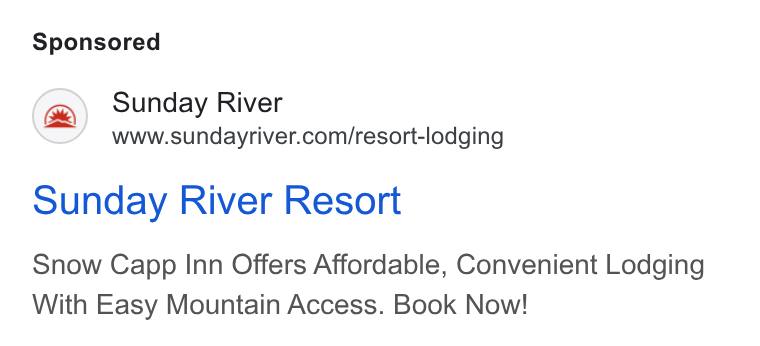 Sponsored
Sunday River
www.sundayriver.com/resort-lodging
Sunday River Resort
Snow Capp Inn Offers Affordable, Convenient Lodging
With Easy Mountain Access. Book Now!